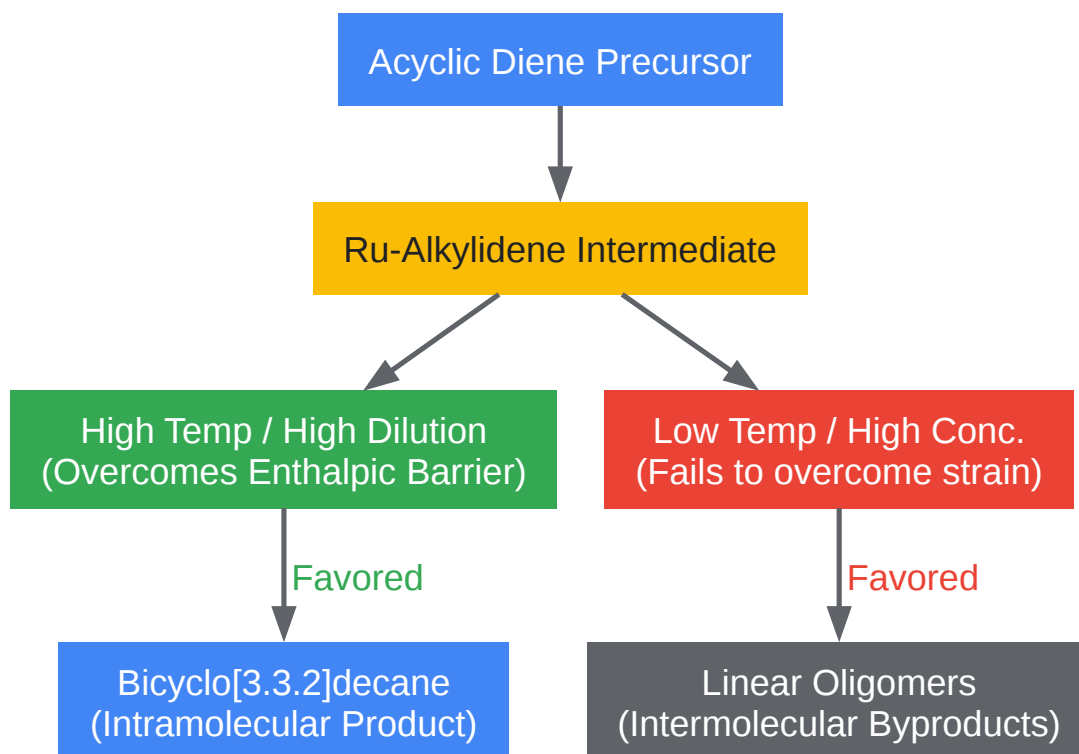 Acyclic Diene Precursor
Ru-Alkylidene Intermediate
High Temp / High Dilution
(Overcomes Enthalpic Barrier)
Low Temp / High Conc.
(Fails to overcome strain)
Favored
Favored
Bicyclo[3.3.2]decane
(Intramolecular Product)
Linear Oligomers
(Intermolecular Byproducts)